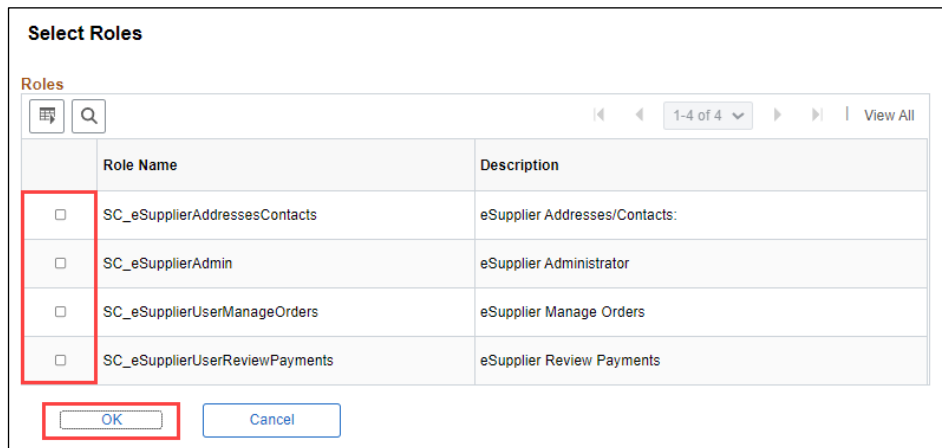 Select Roles
Roles
1-4 of 4
View All
Role Name Description
SC_eSupplierAddressesContacts eSupplier Addresses/Contacts:
SC_eSupplierAdmin eSupplier Administrator
SC_eSupplierUserManageOrders eSupplier Manage Orders
SC_eSupplierUserReviewPayments eSupplier Review Payments
OK Cancel